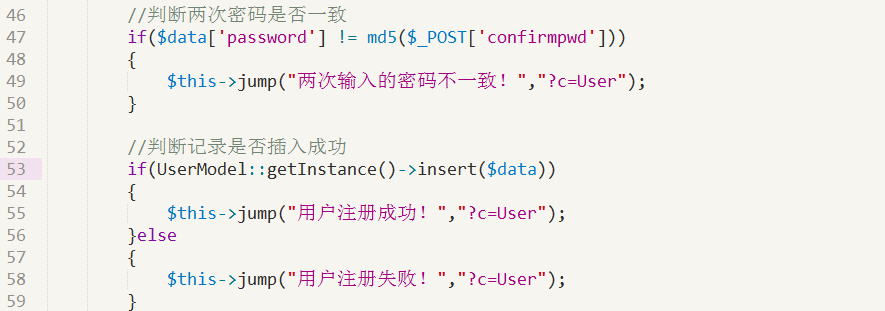 46 //判断两次密码是否一致
47 if($data['password'] != md5($_POST['confirmpwd']))
48 {
49 $this->jump("两次输入的密码不一致！","?c=User");
50 }
51
52 //判断记录是否插入成功
53 if(UserModel::getInstance()->insert($data))
54 {
55 $this->jump("用户注册成功！","?c=User");
56 }else
57 {
58 $this->jump("用户注册失败！","?c=User");
59 }